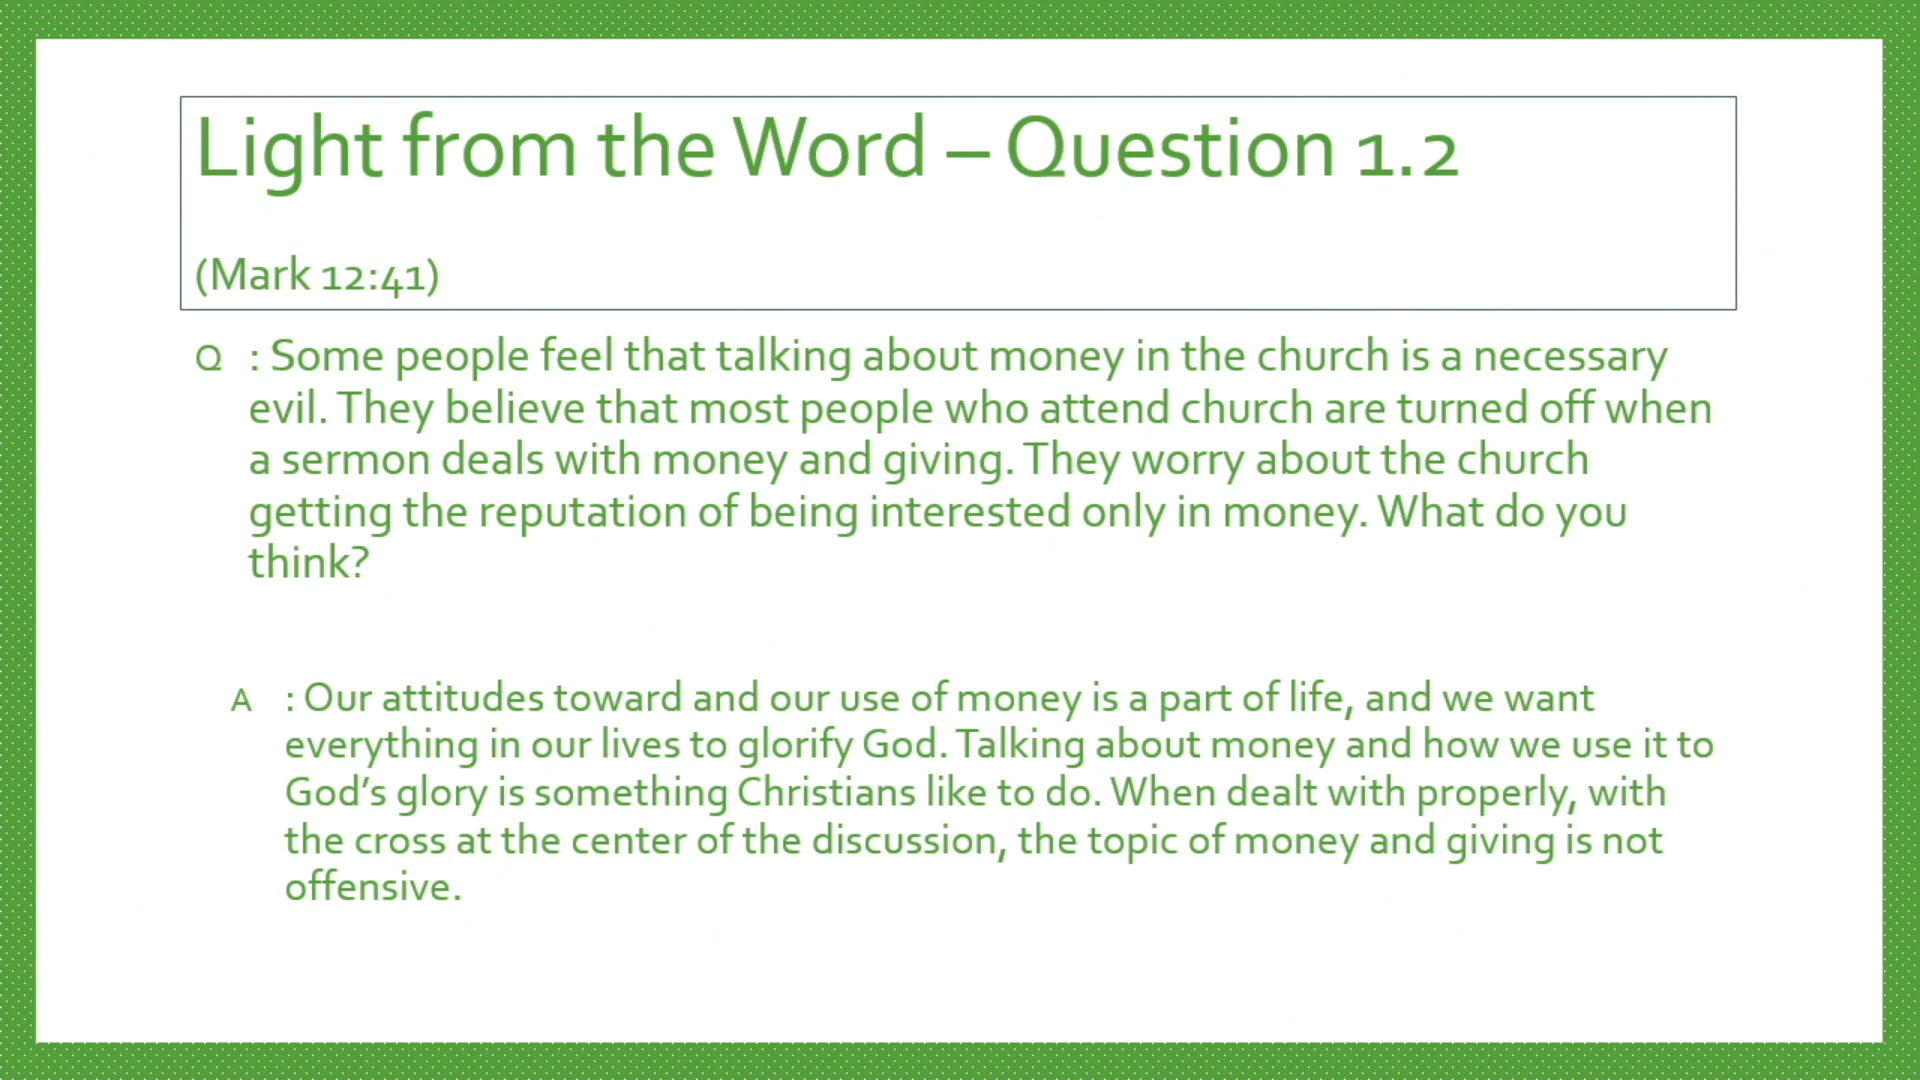 Light from the Word – Question 1.2
(Mark 12:41)
Q : Some people feel that talking about money in the church is a necessary
evil. They believe that most people who attend church are turned off when
a sermon deals with money and giving. They worry about the church
getting the reputation of being interested only in money. What do you
think?
A : Our attitudes toward and our use of money is a part of life, and we want
everything in our lives to glorify God. Talking about money and how we use it to
God’s glory is something Christians like to do. When dealt with properly, with
the cross at the center of the discussion, the topic of money and giving is not
offensive.